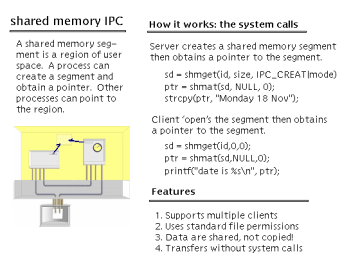 shared memory IPC
A shared memory seg-
ment is a region of user
space. A process can
create a segment and
obtain a pointer. Other
processes can point to
the region.
How it works: the system calls
Server creates a shared memory segment
then obtains a pointer to the segment.
sd = shmget(id, size, IPC_CREAT|mode)
ptr = shmat(sd, NULL, 0);
strcpy(ptr, "Monday 18 Nov");
Client 'open's the segment then obtains
a pointer to the segment.
sd = shmget(id,0,0);
ptr = shmat(sd,NULL,0);
printf("date is %s\n", ptr);
Features
1. Supports multiple clients
2. Uses standard file permissions
3. Data are shared, not copied!
4. Transfers without system calls